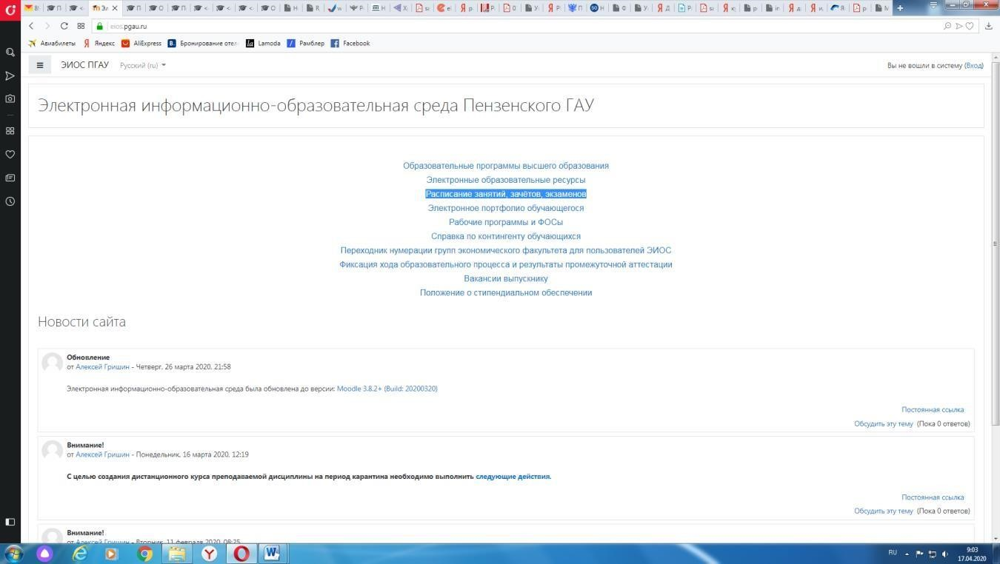 eios.pgau.ru
Авиабилеты Яндекс AliExpress Бронирование отел Lamoda Рамблер Facebook
ЭИОС ПГАУ Русский (ru) Вы не вошли в систему (Вход)
Электронная информационно-образовательная среда Пензенского ГАУ
Образовательные программы высшего образования
Электронные образовательные ресурсы
Расписание занятий, зачётов, экзаменов
Электронное портфолио обучающегося
Рабочие программы и ФОСы
Справка по контингенту обучающихся
Переходник нумерации групп экономического факультета для пользователей ЭИОС
Фиксация хода образовательного процесса и результаты промежуточной аттестации
Вакансии выпускнику
Положение о стипендиальном обеспечении
Новости сайта
Обновление
от Алексей Гришин - Четверг, 26 марта 2020, 21:58
Электронная информационно-образовательная среда была обновлена до версии: Moodle 3.8.2+ (Build: 20200320)
Постоянная ссылка
Обсудить эту тему (Пока 0 ответов)
Внимание!
от Алексей Гришин - Понедельник, 16 марта 2020, 12:19
С целью создания дистанционного курса преподаваемой дисциплины на период карантина необходимо выполнить следующие действия.
Постоянная ссылка
Обсудить эту тему (Пока 0 ответов)
Внимание!
от Алексей Гришин - Вторник, 11 февраля 2020, 08:25
RU 9:03
17.04.2020